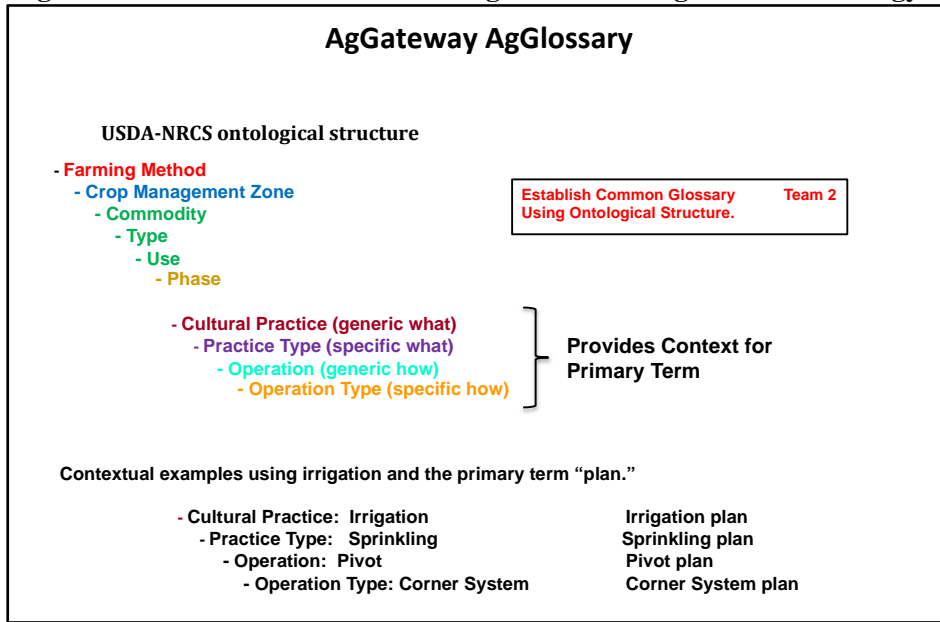 AgGateway AgGlossary
USDA-NRCS ontological structure
- Farming Method
- Crop Management Zone
- Commodity
- Type
- Use
- Phase
Establish Common Glossary Team 2
Using Ontological Structure.
- Cultural Practice (generic what)
- Practice Type (specific what)
- Operation (generic how)
- Operation Type (specific how)
Provides Context for
Primary Term
Contextual examples using irrigation and the primary term “plan.”
- Cultural Practice: Irrigation Irrigation plan
- Practice Type: Sprinkling Sprinkling plan
- Operation: Pivot Pivot plan
- Operation Type: Corner System Corner System plan